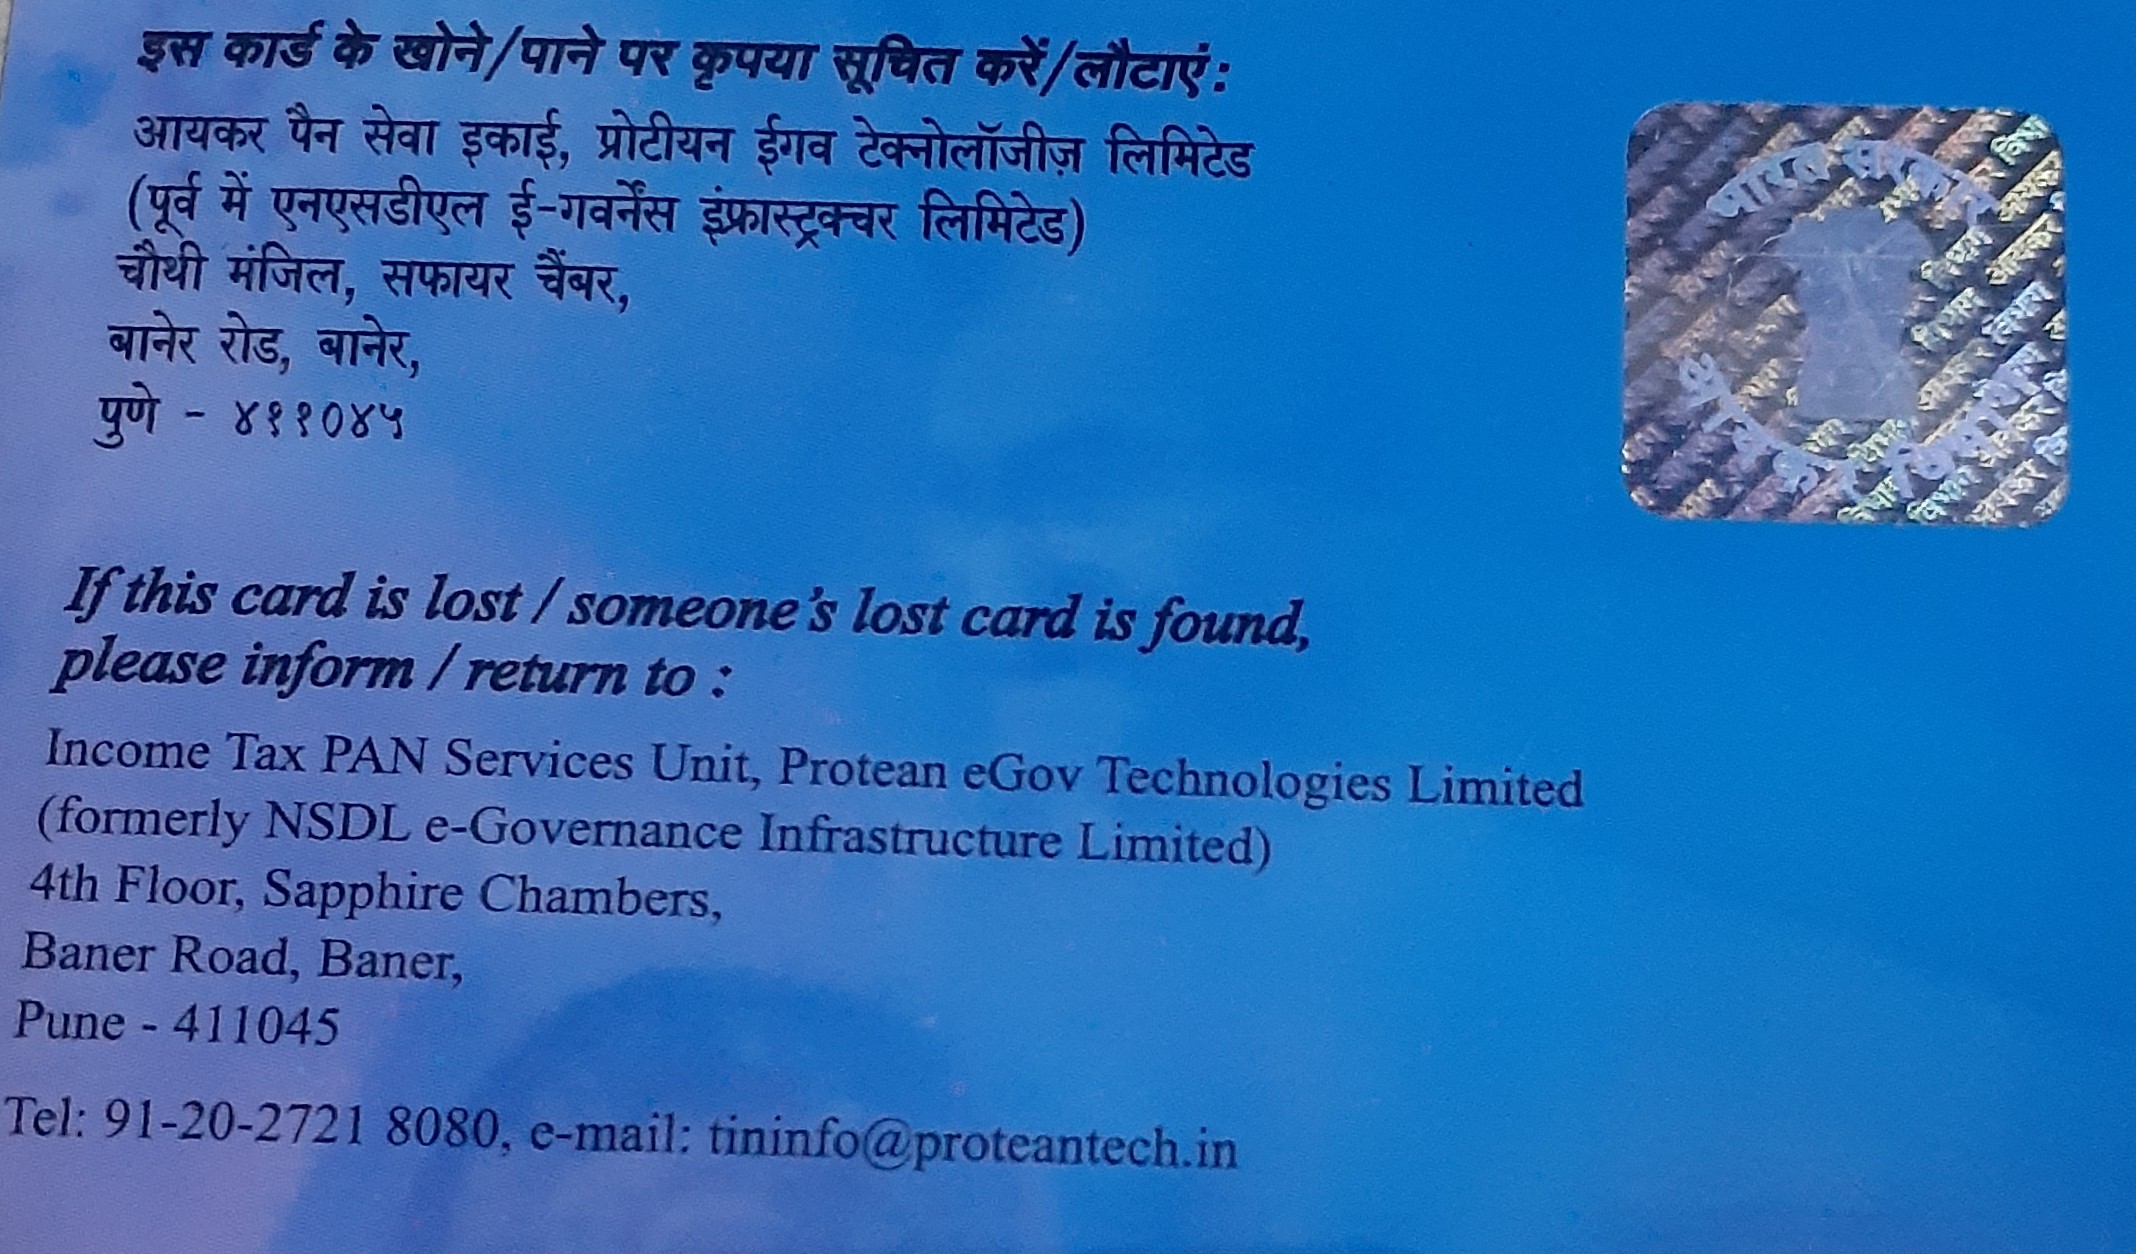 इस कार्ड के खोने/पाने पर कृपया सूचित करें/लौटाएं:
आयकर पैन सेवा इकाई, प्रोटीयन ईगव टेक्नोलॉजीज़ लिमिटेड
(पूर्व में एनएसडीएल ई-गवर्नेंस इंफ्रास्ट्रक्चर लिमिटेड)
चौथी मंजिल, सफायर चैंबर,
बानेर रोड, बानेर,
पुणे - ४११०४५
भारत सरकार
If this card is lost / someone's lost card is found,
please inform / return to :
Income Tax PAN Services Unit, Protean eGov Technologies Limited
(formerly NSDL e-Governance Infrastructure Limited)
4th Floor, Sapphire Chambers,
Baner Road, Baner,
Pune - 411045
Tel: 91-20-2721 8080, e-mail: tininfo@proteantech.in